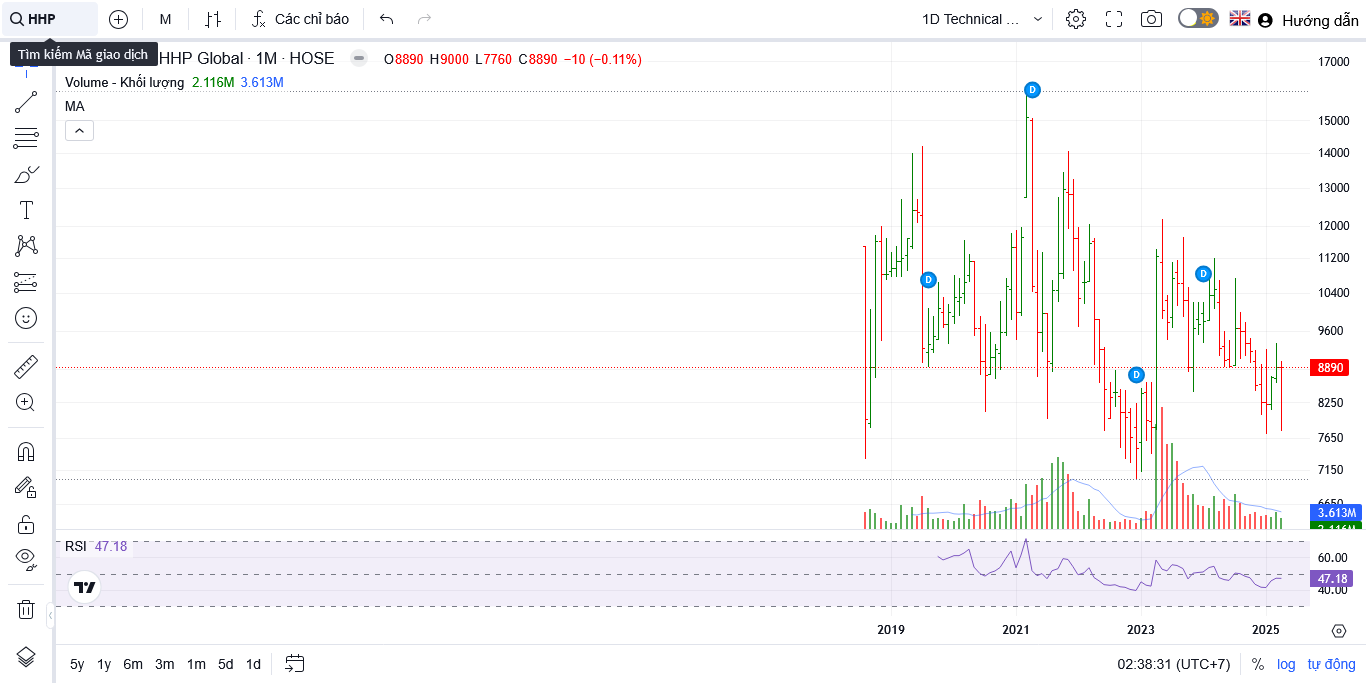 HHP
M
Các chỉ báo
1D Technical ...
Hướng dẫn
Tìm kiếm Mã giao dịch
HHP Global · 1M · HOSE
O8890 H9000 L7760 C8890 −10 (−0.11%)
Volume - Khối lượng 2.116M 3.613M
MA
17000
15000
14000
13000
12000
11200
10400
9600
8890
8250
7650
7150
6650
3.613M
2.116M
D
D
D
D
RSI 47.18
60.00
47.18
40.00
2019
2021
2023
2025
5y 1y 6m 3m 1m 5d 1d
02:38:31 (UTC+7)
% log tự động